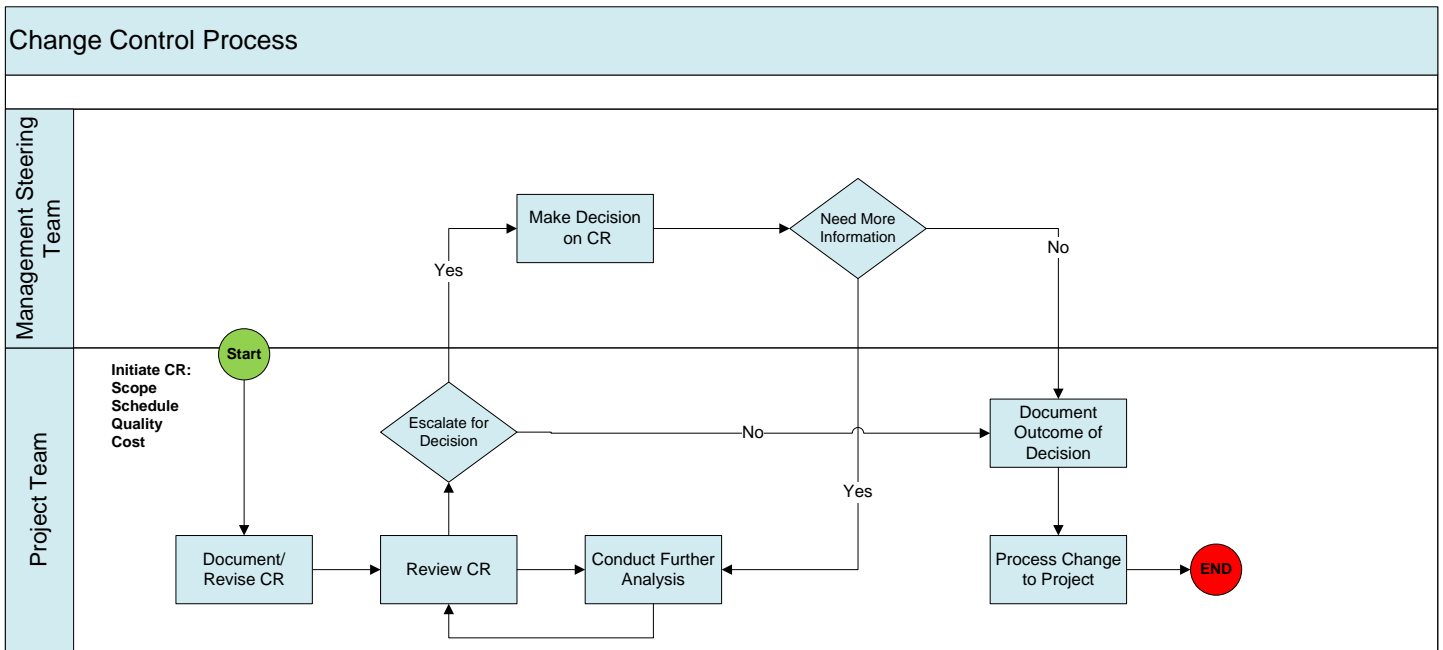 Change Control Process
Management Steering
Team
Make Decision
on CR
Need More
Information
No
Yes
Start
Project Team
Initiate CR:
Scope
Schedule
Quality
Cost
Escalate for
Decision
No
Document
Outcome of
Decision
Yes
Document/
Revise CR
Review CR
Conduct Further
Analysis
Process Change
to Project
END